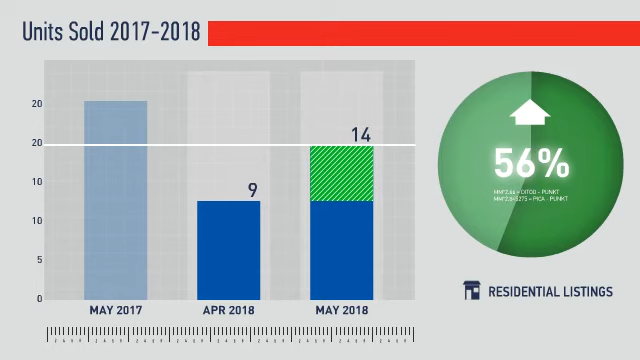 Units Sold 2017-2018
20
20
10
10
5
0
9
14
MAY 2017
APR 2018
MAY 2018
56%
RESIDENTIAL LISTINGS